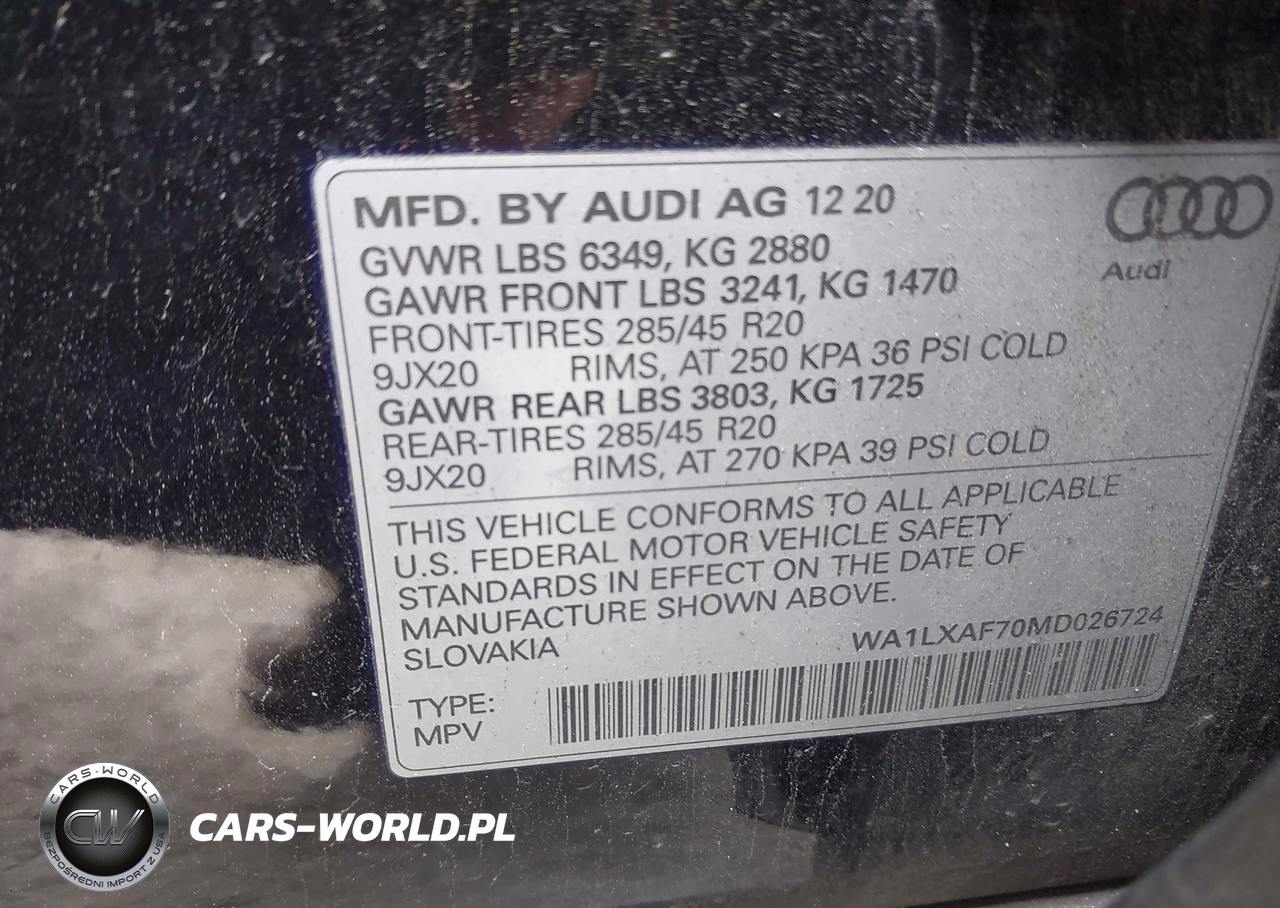 MFD. BY AUDI AG 12 20
Audi
GVWR LBS 6349, KG 2880
GAWR FRONT LBS 3241, KG 1470
FRONT-TIRES 285/45 R20
9JX20 RIMS, AT 250 KPA 36 PSI COLD
GAWR REAR LBS 3803, KG 1725
REAR-TIRES 285/45 R20
9JX20 RIMS, AT 270 KPA 39 PSI COLD
THIS VEHICLE CONFORMS TO ALL APPLICABLE
U.S. FEDERAL MOTOR VEHICLE SAFETY
STANDARDS IN EFFECT ON THE DATE OF
MANUFACTURE SHOWN ABOVE.
SLOVAKIA WA1LXAF70MD026724
TYPE:
MPV
CARS-WORLD
CW
BEZPOŚREDNI IMPORT Z USA
CARS-WORLD.PL